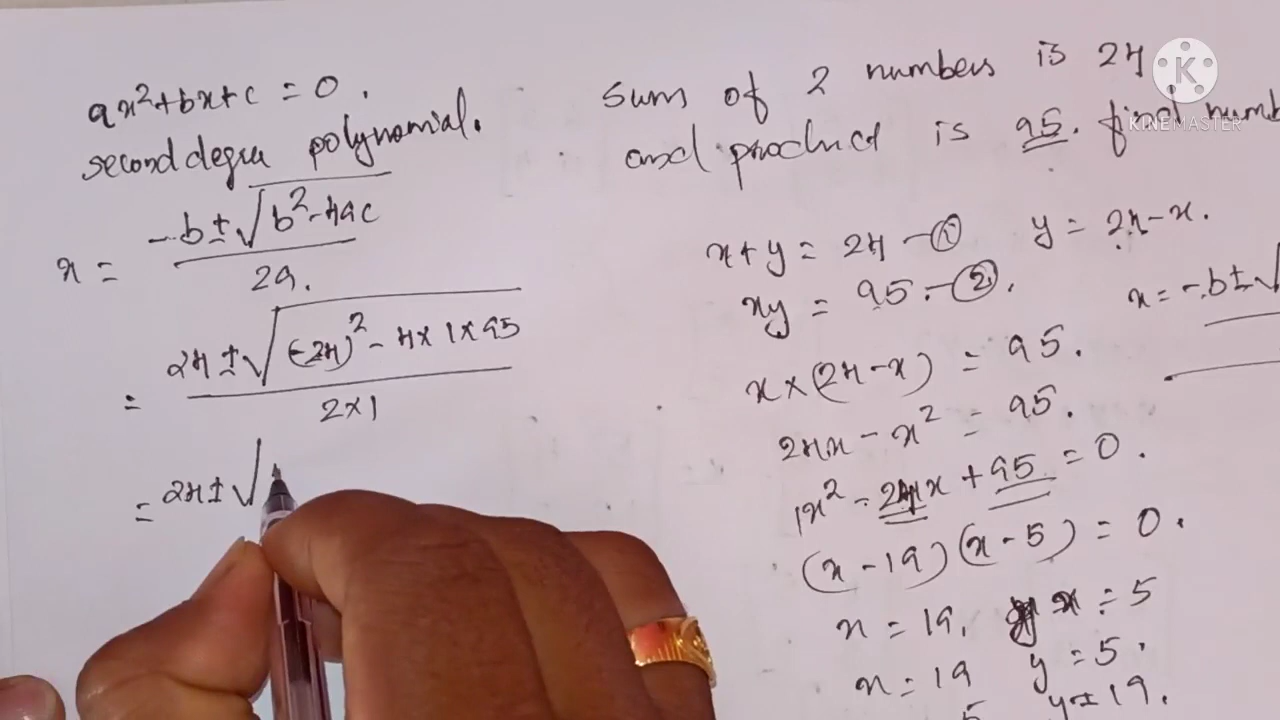 ax²+bx+c = 0.
second degree polynomial.
x = -b ± √b²-4ac
2a.
= 24 ± √(-24)² - 4×1×95
2×1
= 24 ± √
Sum of 2 numbers is 24
and product is 95. find numb
x + y = 24 -①
y = 24-x.
xy = 95. -②.
x = -b ± √
x×(24-x) = 95.
24x - x² = 95.
1x² - 24x + 95 = 0.
(x - 19)(x - 5) = 0.
x = 19, x = 5
x = 19 y = 5.
5 y = 19.
K
KINEMASTER